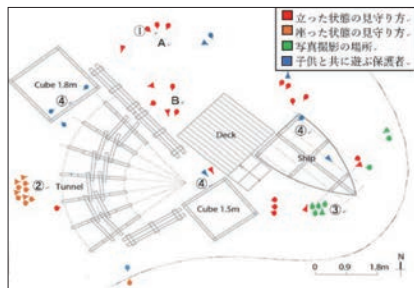 立った状態の見守り方
座った状態の見守り方
写真撮影の場所
子供と共に遊ぶ保護者
①
A
Cube 1.8m
④
B
Deck
④
Ship
②
Tunnel
④
Cube 1.5m
③
N
0 0.9 1.8m